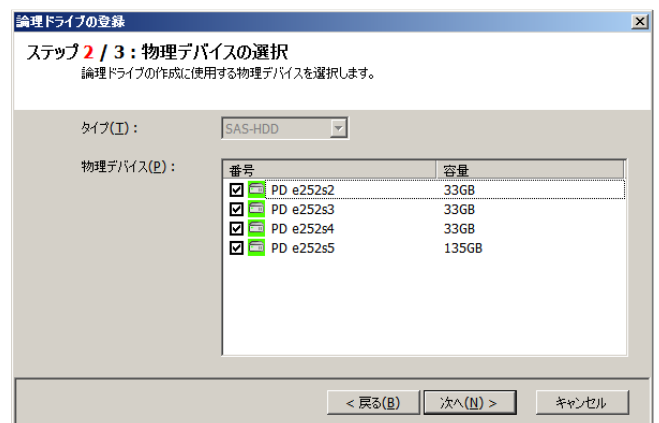 論理ドライブの登録
ステップ 2 / 3 : 物理デバイスの選択
論理ドライブの作成に使用する物理デバイスを選択します。
タイプ(T) : SAS-HDD
物理デバイス(P) :
番号 容量
PD e252s2 33GB
PD e252s3 33GB
PD e252s4 33GB
PD e252s5 135GB
< 戻る(B) 次へ(N) > キャンセル